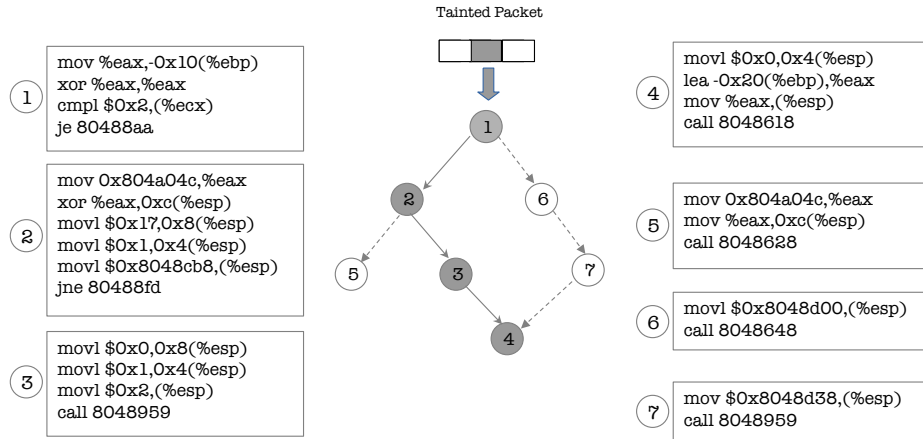 Tainted Packet
1
mov %eax,-0x10(%ebp)
xor %eax,%eax
cmpl $0x2,(%ecx)
je 80488aa
2
mov 0x804a04c,%eax
xor %eax,0xc(%esp)
movl $0x17,0x8(%esp)
movl $0x1,0x4(%esp)
movl $0x8048cb8,(%esp)
jne 80488fd
3
movl $0x0,0x8(%esp)
movl $0x1,0x4(%esp)
movl $0x2,(%esp)
call 8048959
1
2
6
5
3
7
4
4
movl $0x0,0x4(%esp)
lea -0x20(%ebp),%eax
mov %eax,(%esp)
call 8048618
5
mov 0x804a04c,%eax
mov %eax,0xc(%esp)
call 8048628
6
movl $0x8048d00,(%esp)
call 8048648
7
mov $0x8048d38,(%esp)
call 8048959